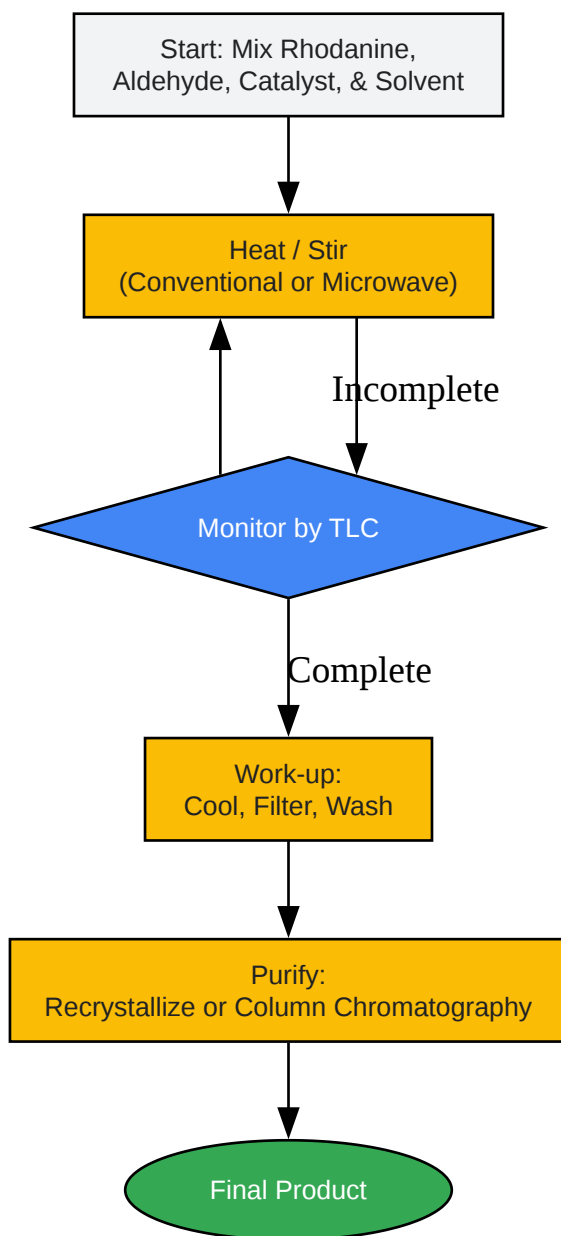 Start: Mix Rhodanine,
Aldehyde, Catalyst, & Solvent
Heat / Stir
(Conventional or Microwave)
Incomplete
Monitor by TLC
Complete
Work-up:
Cool, Filter, Wash
Purify:
Recrystallize or Column Chromatography
Final Product